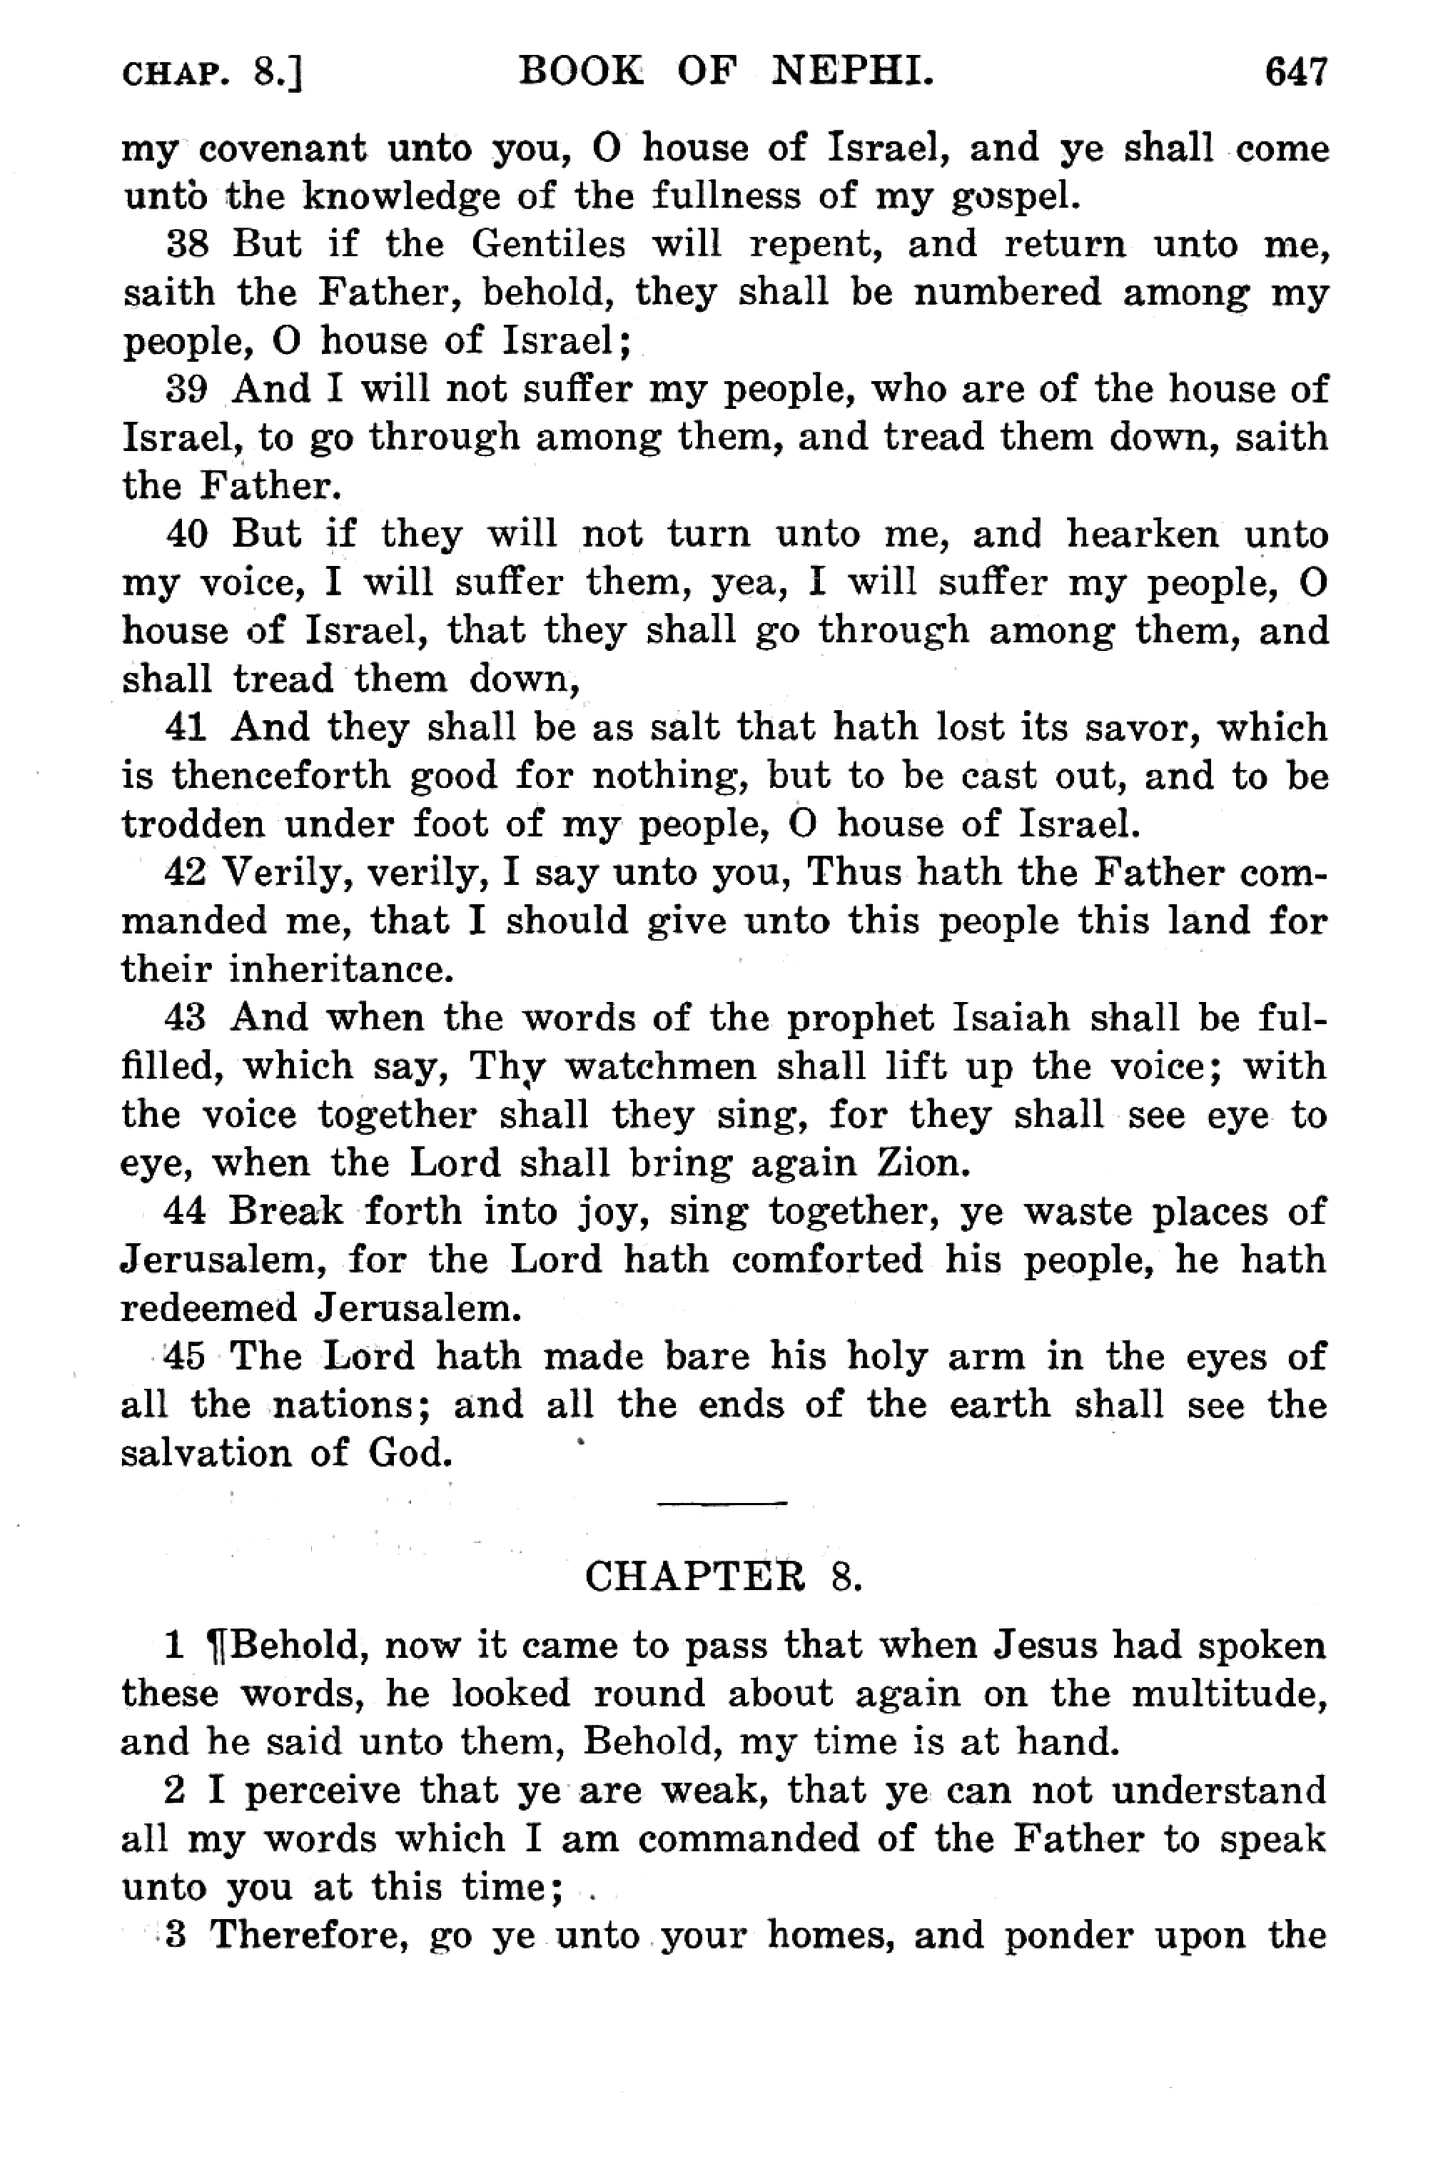 CHAP. 8.] BOOK OF NEPHI. 647
my covenant unto you, O house of Israel, and ye shall come
unto the knowledge of the fullness of my gospel.
38 But if the Gentiles will repent, and return unto me,
saith the Father, behold, they shall be numbered among my
people, O house of Israel;
39 And I will not suffer my people, who are of the house of
Israel, to go through among them, and tread them down, saith
the Father.
40 But if they will not turn unto me, and hearken unto
my voice, I will suffer them, yea, I will suffer my people, O
house of Israel, that they shall go through among them, and
shall tread them down,
41 And they shall be as salt that hath lost its savor, which
is thenceforth good for nothing, but to be cast out, and to be
trodden under foot of my people, O house of Israel.
42 Verily, verily, I say unto you, Thus hath the Father com-
manded me, that I should give unto this people this land for
their inheritance.
43 And when the words of the prophet Isaiah shall be ful-
filled, which say, Thy watchmen shall lift up the voice; with
the voice together shall they sing, for they shall see eye to
eye, when the Lord shall bring again Zion.
44 Break forth into joy, sing together, ye waste places of
Jerusalem, for the Lord hath comforted his people, he hath
redeemed Jerusalem.
45 The Lord hath made bare his holy arm in the eyes of
all the nations; and all the ends of the earth shall see the
salvation of God.
CHAPTER 8.
1 ¶Behold, now it came to pass that when Jesus had spoken
these words, he looked round about again on the multitude,
and he said unto them, Behold, my time is at hand.
2 I perceive that ye are weak, that ye can not understand
all my words which I am commanded of the Father to speak
unto you at this time;
3 Therefore, go ye unto your homes, and ponder upon the